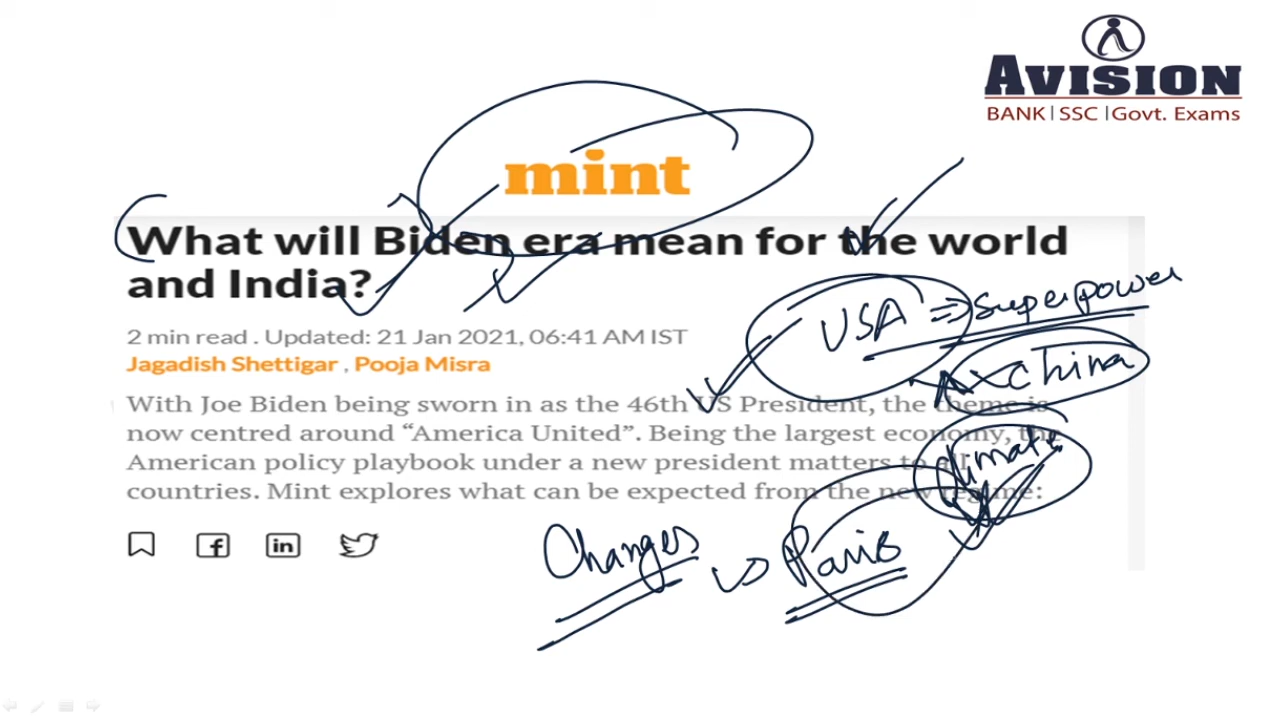 AVISION
BANK | SSC | Govt. Exams
mint
What will Biden era mean for the world
and India?
USA ⇒ Superpower
2 min read . Updated: 21 Jan 2021, 06:41 AM IST
Jagadish Shettigar , Pooja Misra
China
With Joe Biden being sworn in as the 46th US President, the theme is
now centred around “America United”. Being the largest economy, the
American policy playbook under a new president matters to all
countries. Mint explores what can be expected from the new regime:
Climate
Changes
Paris